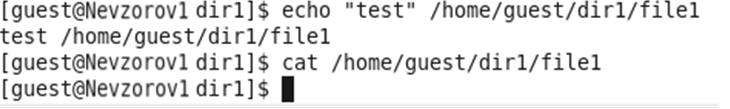 [guest@Nevzorov1 dir1]$ echo "test" /home/guest/dir1/file1
test /home/guest/dir1/file1
[guest@Nevzorov1 dir1]$ cat /home/guest/dir1/file1
[guest@Nevzorov1 dir1]$